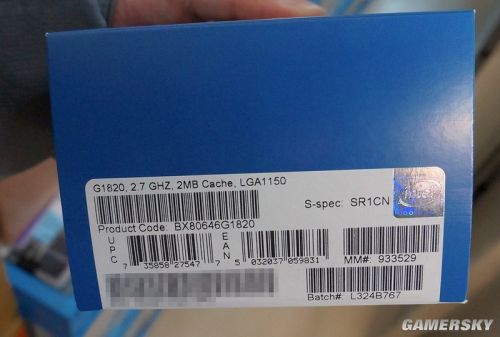 G1820, 2.7 GHZ, 2MB Cache, LGA1150
S-spec: SR1CN
Product Code: BX80646G1820
UPC
EAN
7 35858 27547 7
5 032037 059831
MM#: 933529
Batch#: L324B767
GAMERSKY